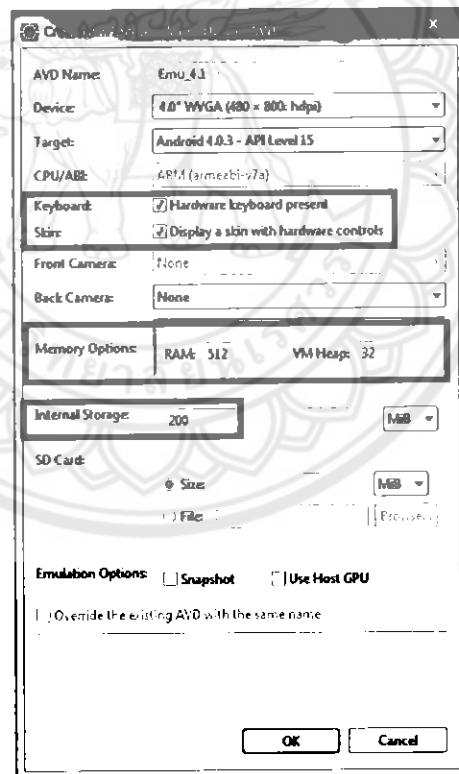 AVD Name: Emu_4.1
Device: 4.0" WVGA (480 × 800: hdpi)
Target: Android 4.0.3 - API Level 15
CPU/ABI: ARM (armeabi-v7a)
Keyboard: Hardware keyboard present
Skin: Display a skin with hardware controls
Front Camera: None
Back Camera: None
Memory Options: RAM: 512 VM Heap: 32
Internal Storage: 200 MiB
SD Card:
Size: MiB
File: Browse...
Emulation Options: Snapshot Use Host GPU
Override the existing AVD with the same name
OK Cancel